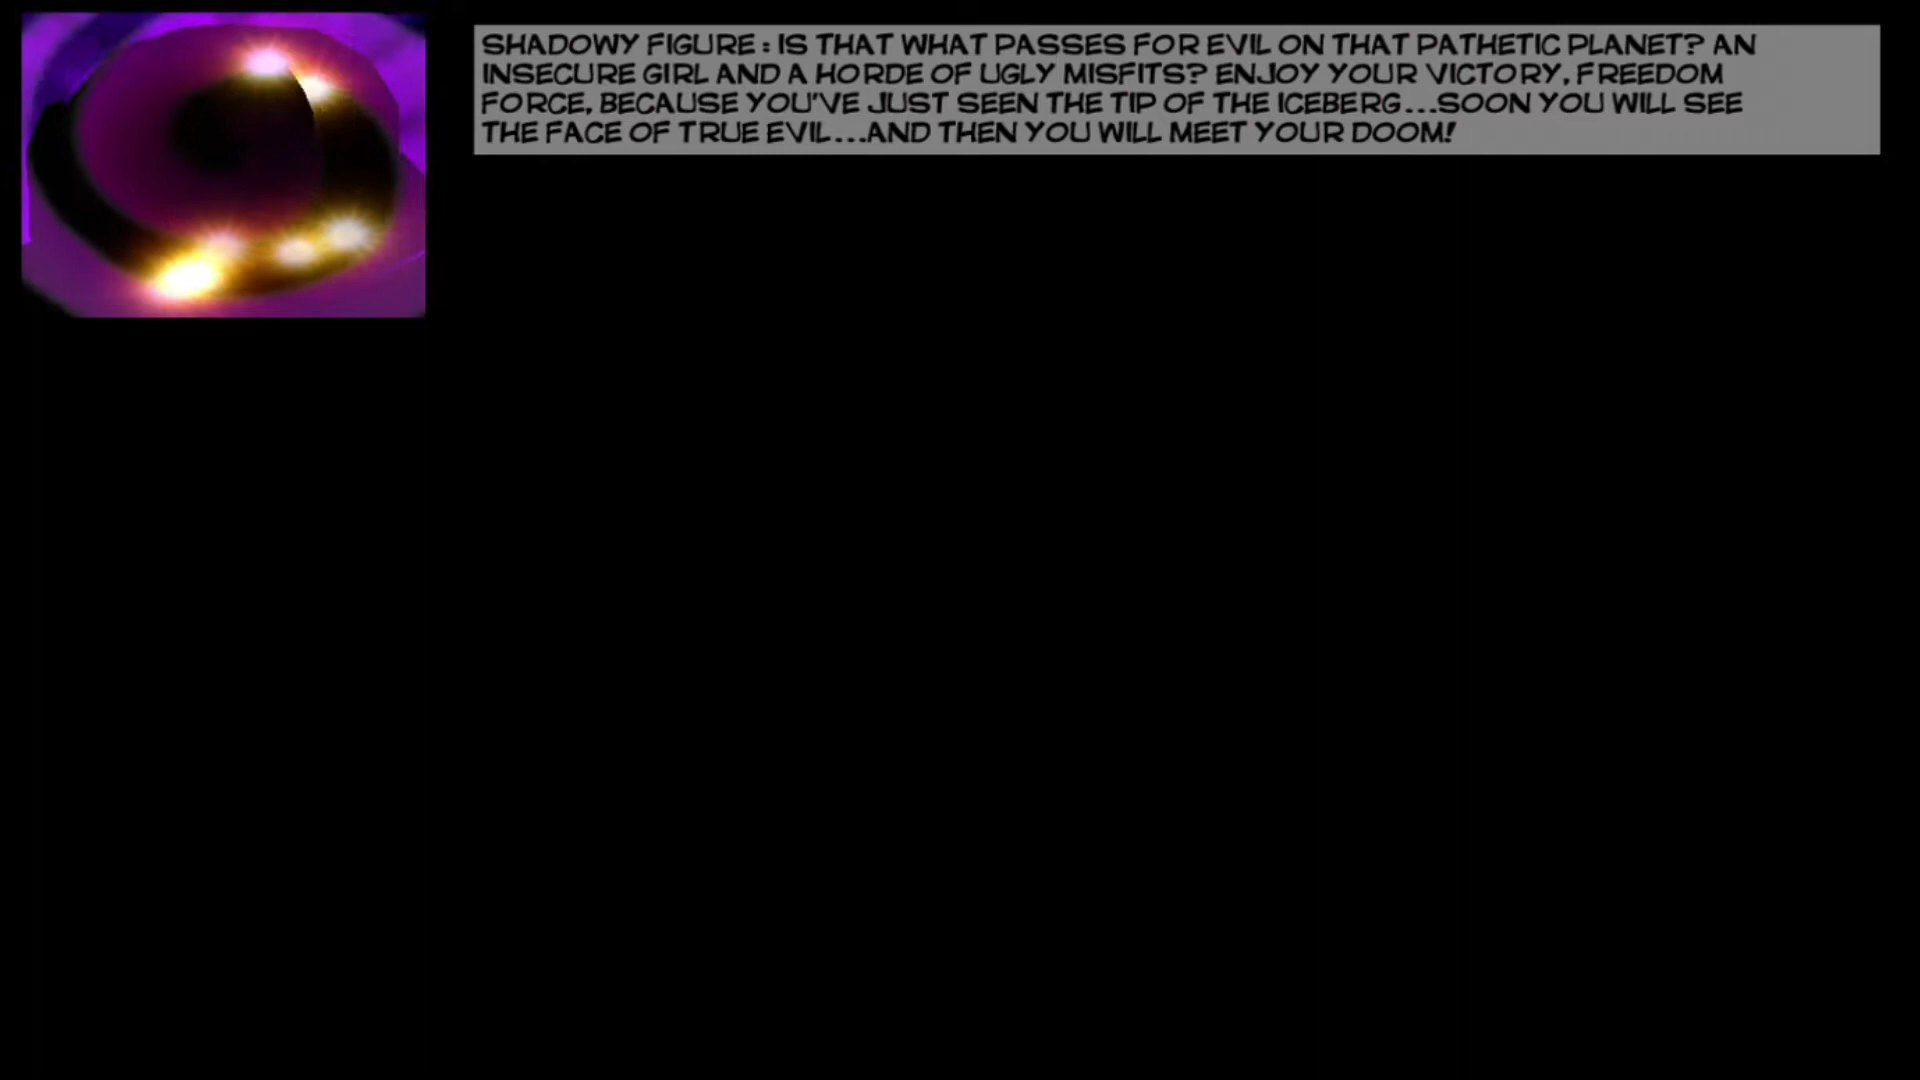 SHADOWY FIGURE : IS THAT WHAT PASSES FOR EVIL ON THAT PATHETIC PLANET? AN
INSECURE GIRL AND A HORDE OF UGLY MISFITS? ENJOY YOUR VICTORY, FREEDOM
FORCE, BECAUSE YOU'VE JUST SEEN THE TIP OF THE ICEBERG...SOON YOU WILL SEE
THE FACE OF TRUE EVIL...AND THEN YOU WILL MEET YOUR DOOM!